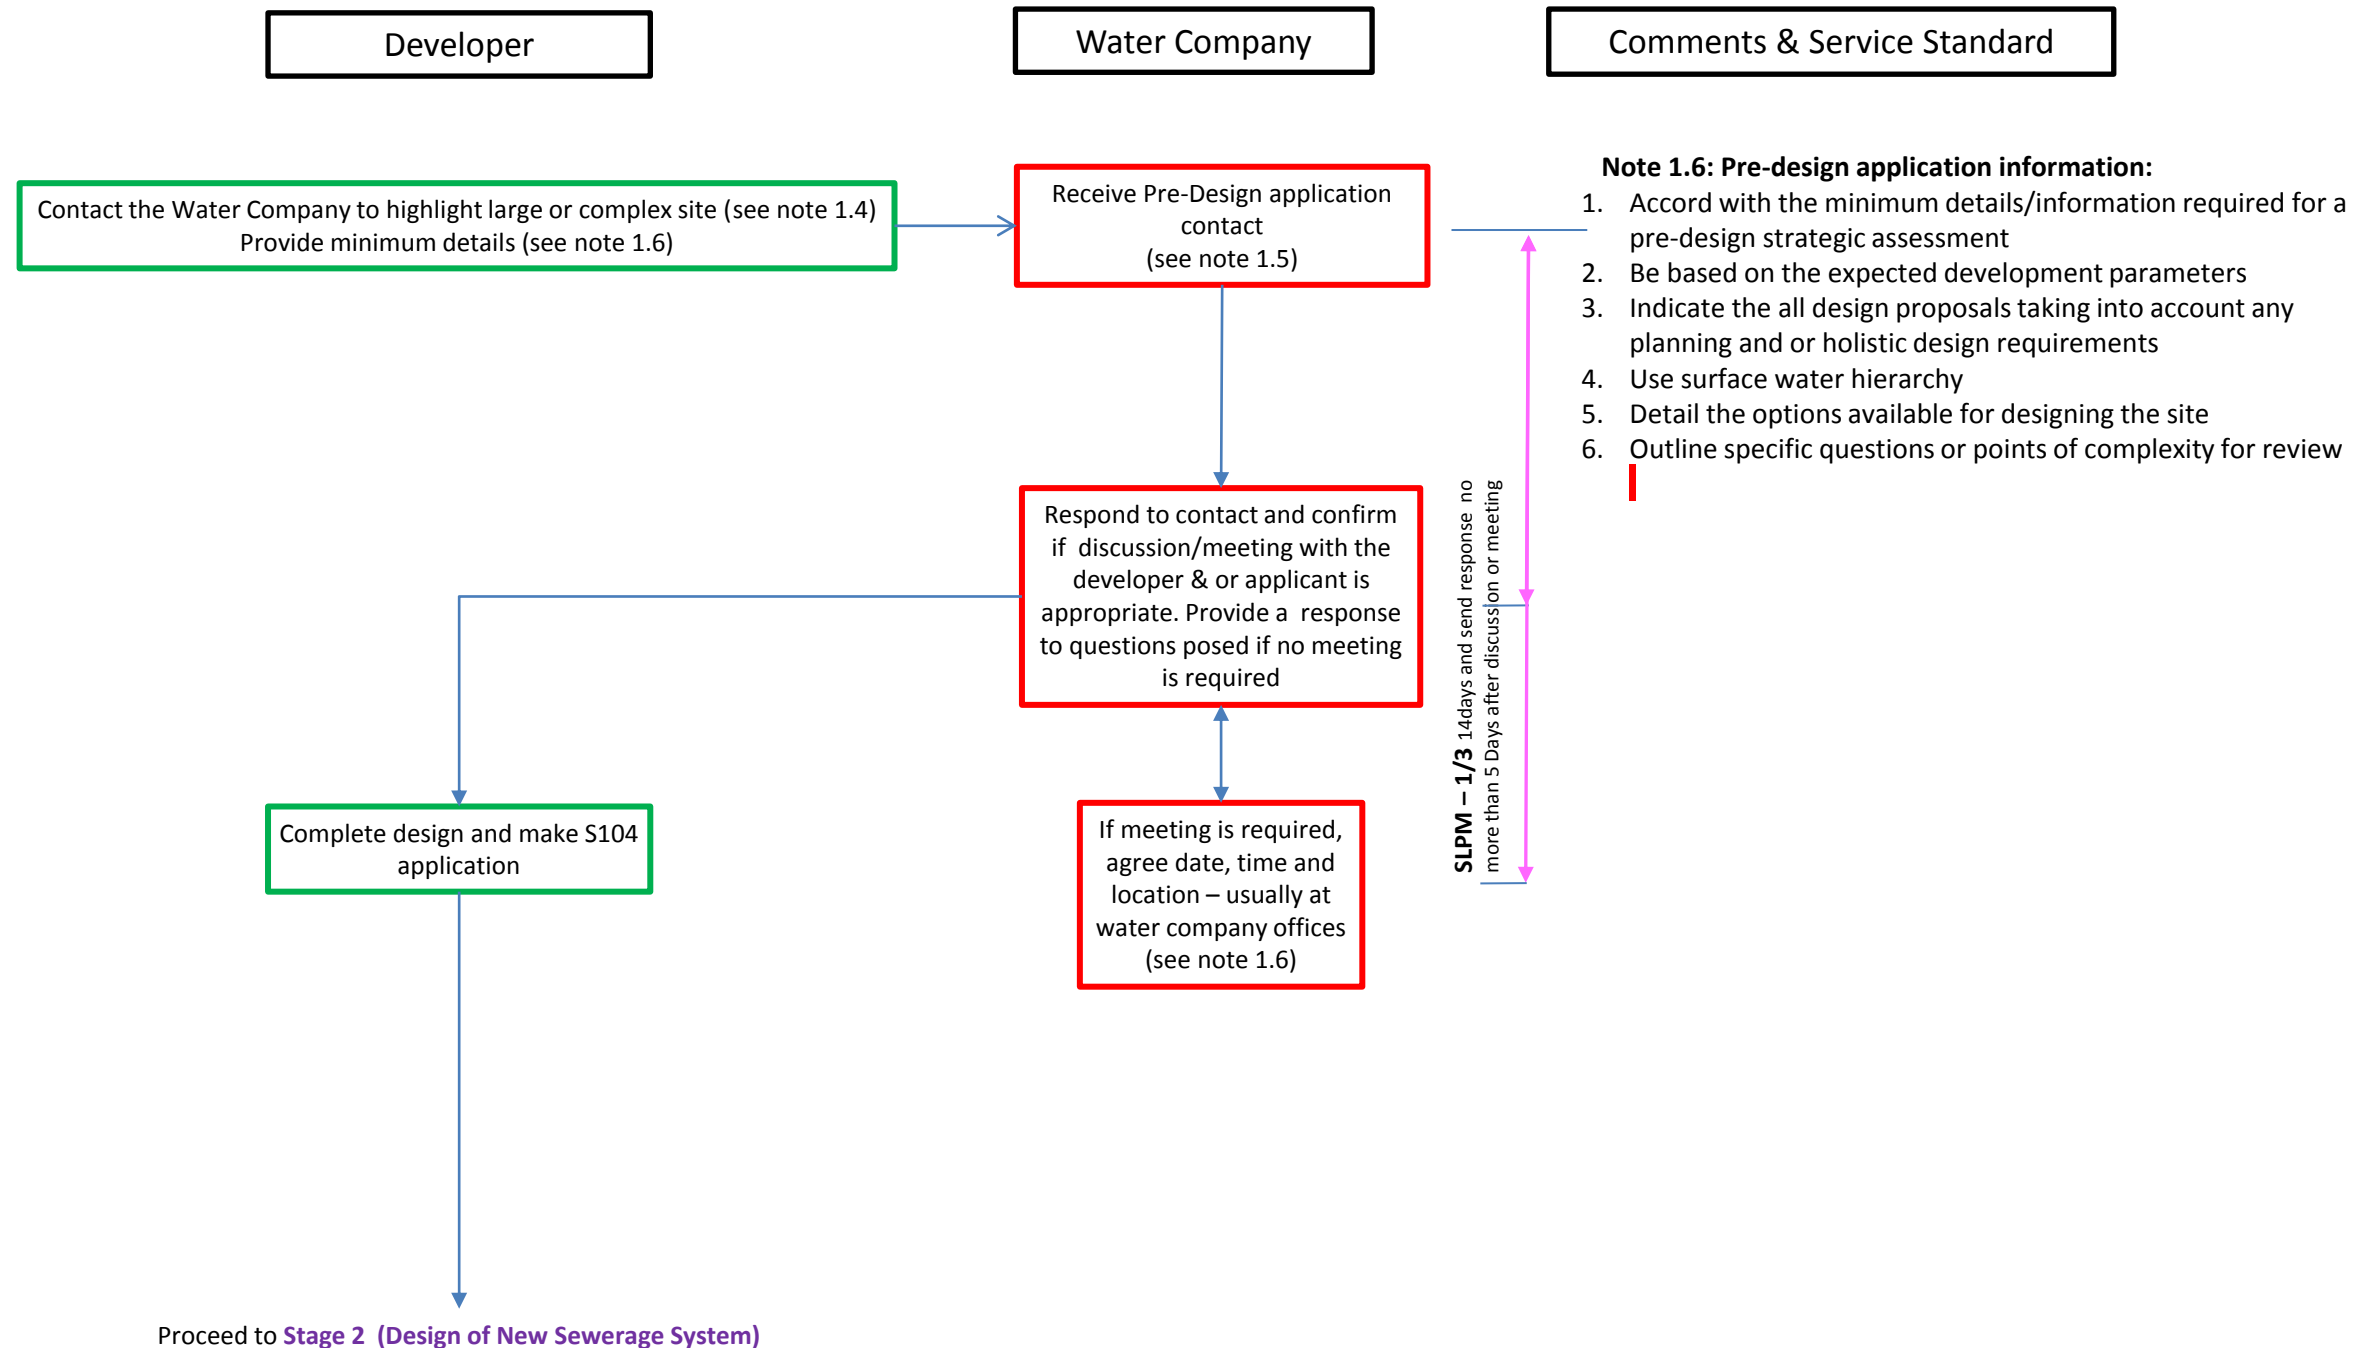 Developer
Water Company
Comments & Service Standard
Contact the Water Company to highlight large or complex site (see note 1.4)
Provide minimum details (see note 1.6)
Receive Pre-Design application
contact
(see note 1.5)
Note 1.6: Pre-design application information:
1. Accord with the minimum details/information required for a
pre-design strategic assessment
2. Be based on the expected development parameters
3. Indicate the all design proposals taking into account any
planning and or holistic design requirements
4. Use surface water hierarchy
5. Detail the options available for designing the site
6. Outline specific questions or points of complexity for review
Respond to contact and confirm
if discussion/meeting with the
developer & or applicant is
appropriate. Provide a response
to questions posed if no meeting
is required
SLPM – 1/3 14days and send response no
more than 5 Days after discussion or meeting
Complete design and make S104
application
If meeting is required,
agree date, time and
location – usually at
water company offices
(see note 1.6)
Proceed to Stage 2 (Design of New Sewerage System)